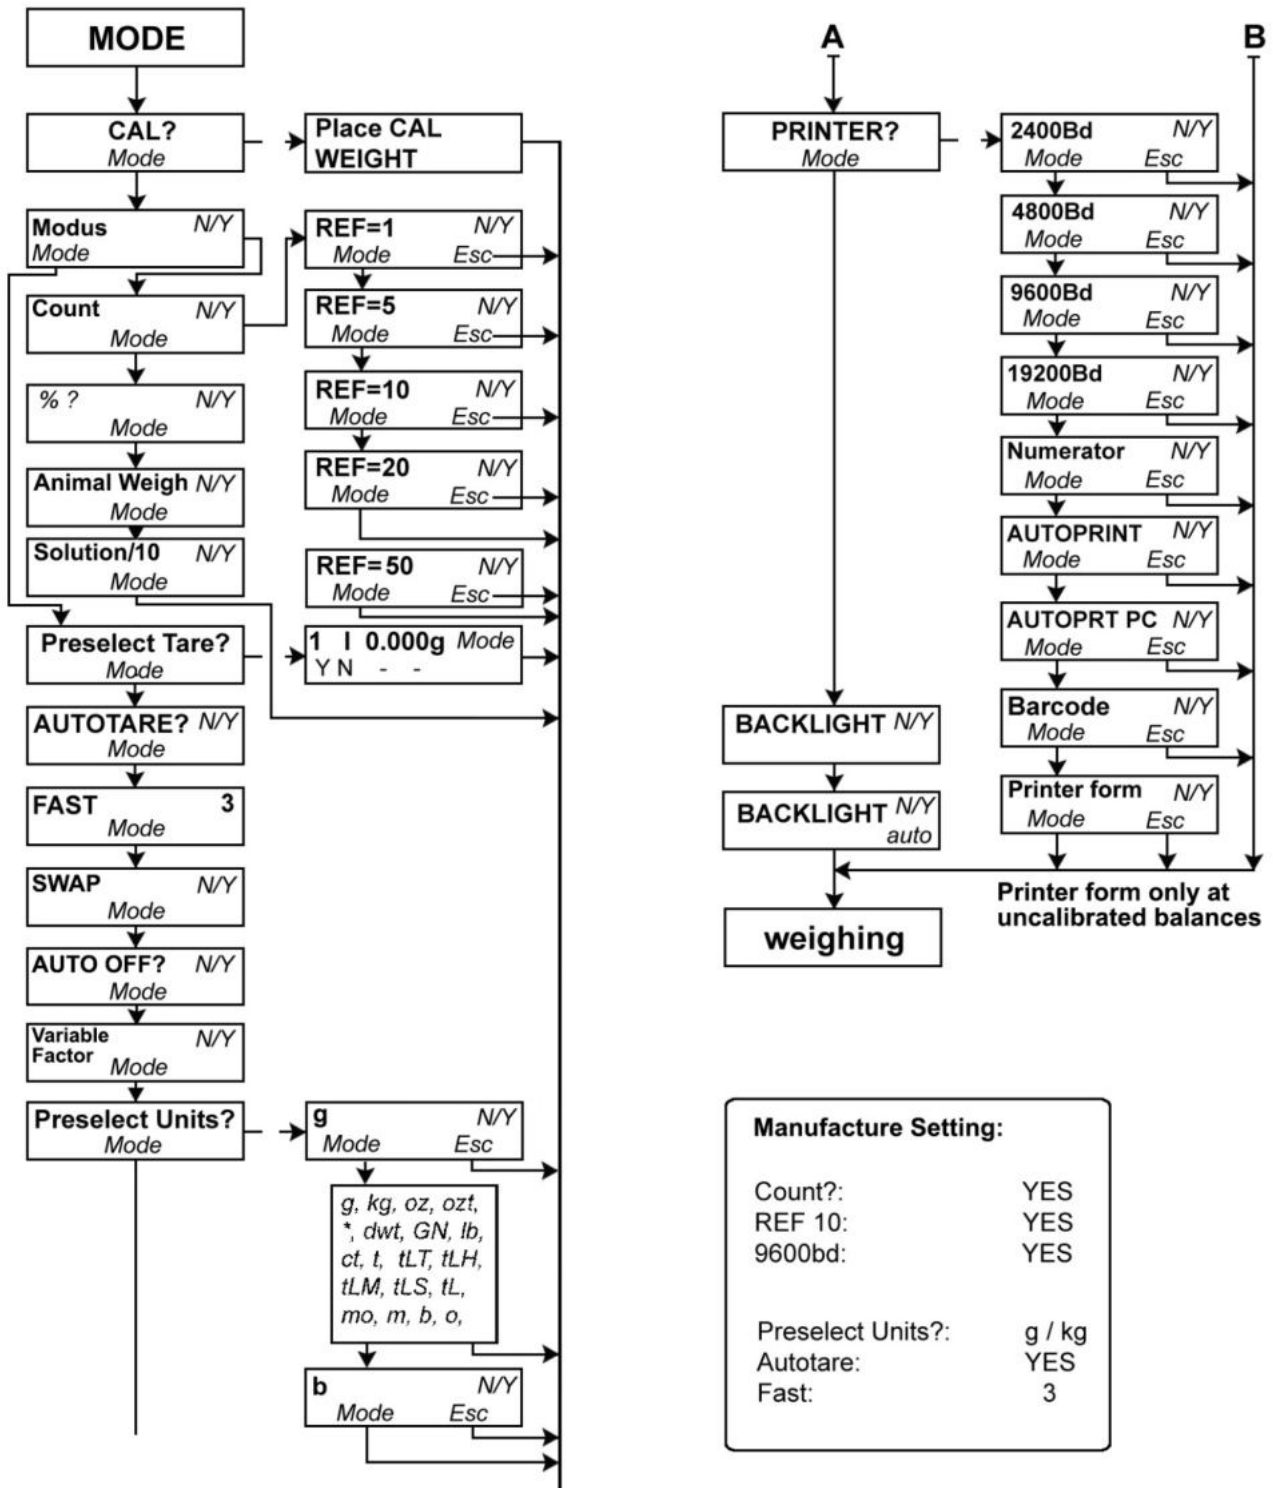 MODE
CAL?
Mode
Place CAL
WEIGHT
Modus N/Y
Mode
REF=1 N/Y
Mode Esc
Count N/Y
Mode
REF=5 N/Y
Mode Esc
% ? N/Y
Mode
REF=10 N/Y
Mode Esc
Animal Weigh N/Y
Mode
REF=20 N/Y
Mode Esc
Solution/10 N/Y
Mode
REF=50 N/Y
Mode Esc
Preselect Tare?
Mode
1 I 0.000g Mode
Y N - -
AUTOTARE? N/Y
Mode
FAST 3
Mode
SWAP N/Y
Mode
AUTO OFF? N/Y
Mode
Variable N/Y
Factor
Mode
Preselect Units?
Mode
g N/Y
Mode Esc
g, kg, oz, ozt,
*, dwt, GN, lb,
ct, t, tLT, tLH,
tLM, tLS, tL,
mo, m, b, o,
b N/Y
Mode Esc
A
B
PRINTER?
Mode
2400Bd N/Y
Mode Esc
4800Bd N/Y
Mode Esc
9600Bd N/Y
Mode Esc
19200Bd N/Y
Mode Esc
Numerator N/Y
Mode Esc
AUTOPRINT N/Y
Mode Esc
AUTOPRT PC N/Y
Mode Esc
Barcode N/Y
Mode Esc
Printer form N/Y
Mode Esc
BACKLIGHT N/Y
BACKLIGHT N/Y
auto
Printer form only at
uncalibrated balances
weighing
Manufacture Setting:
Count?: YES
REF 10: YES
9600bd: YES
Preselect Units?: g / kg
Autotare: YES
Fast: 3